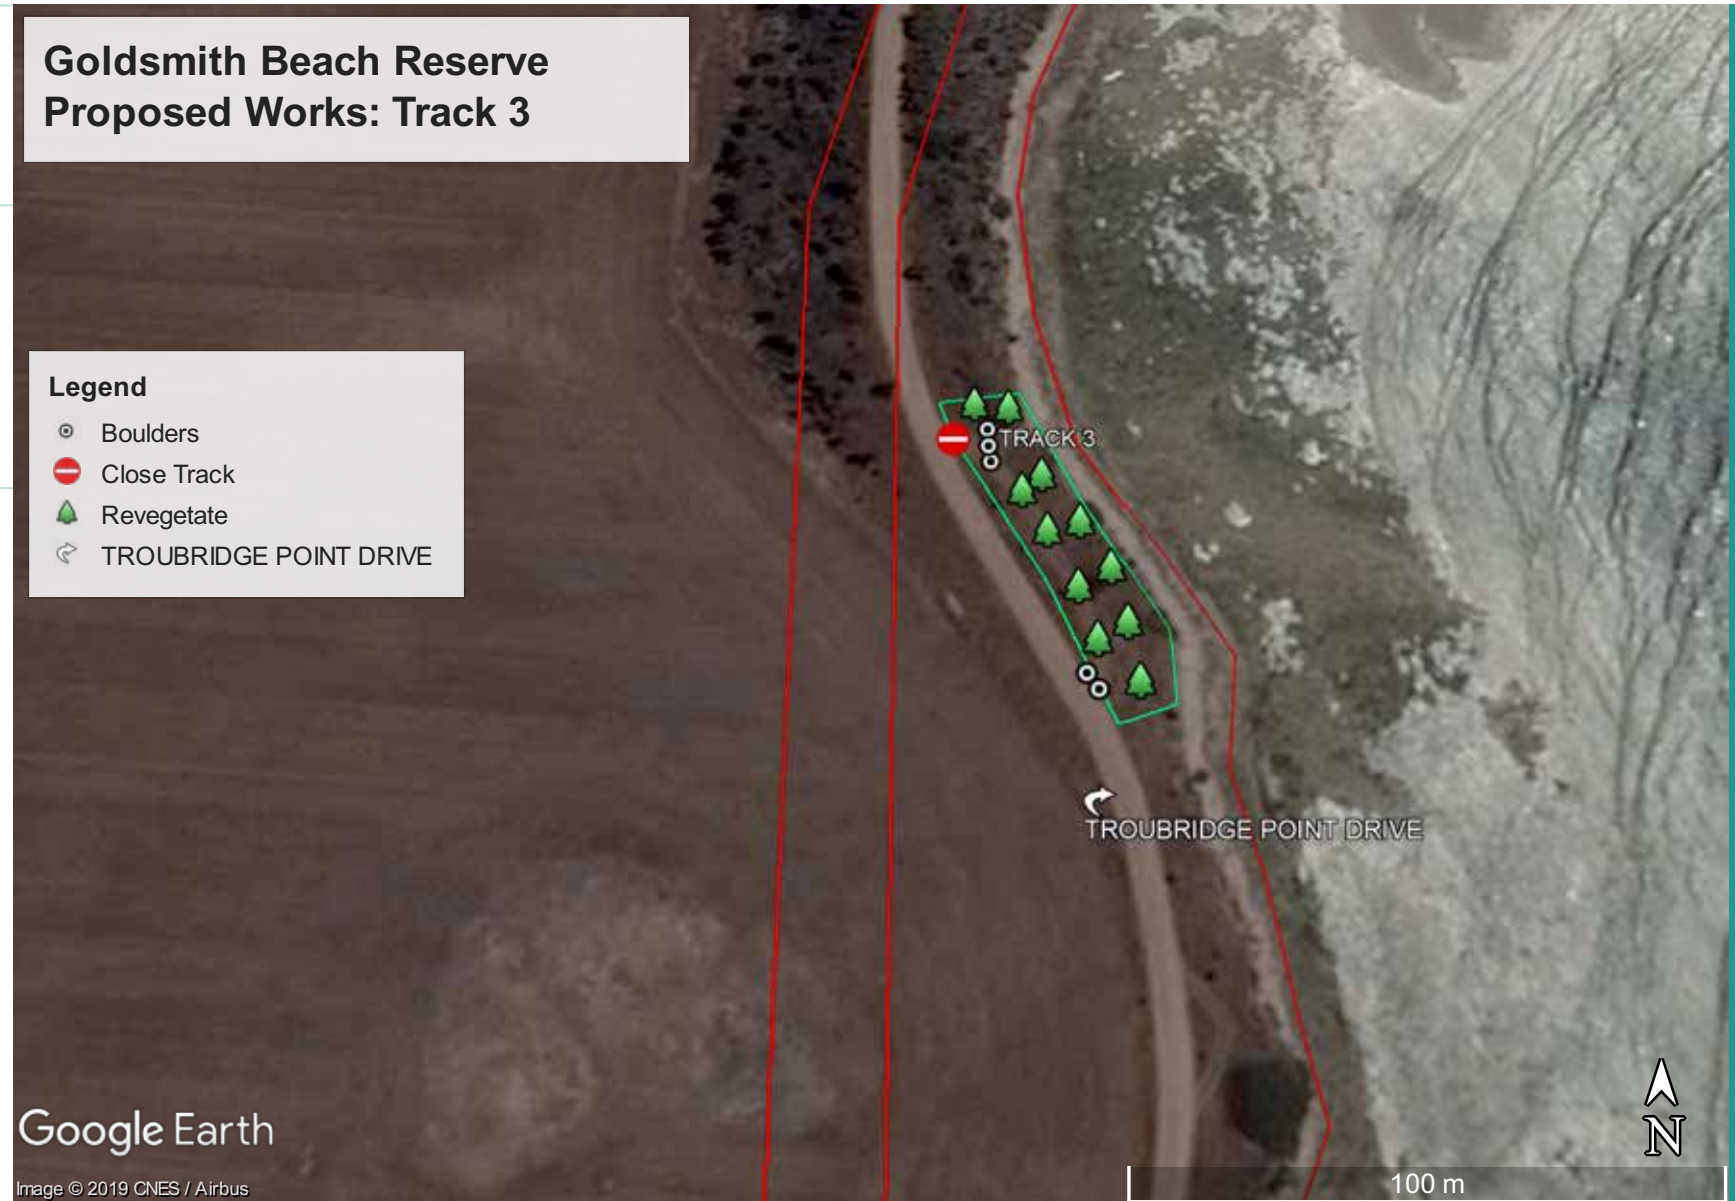 Goldsmith Beach Reserve
Proposed Works: Track 3
Legend
Boulders
Close Track
Revegetate
TROUBRIDGE POINT DRIVE
TRACK 3
TROUBRIDGE POINT DRIVE
Google Earth
Image © 2019 CNES / Airbus
N
100 m